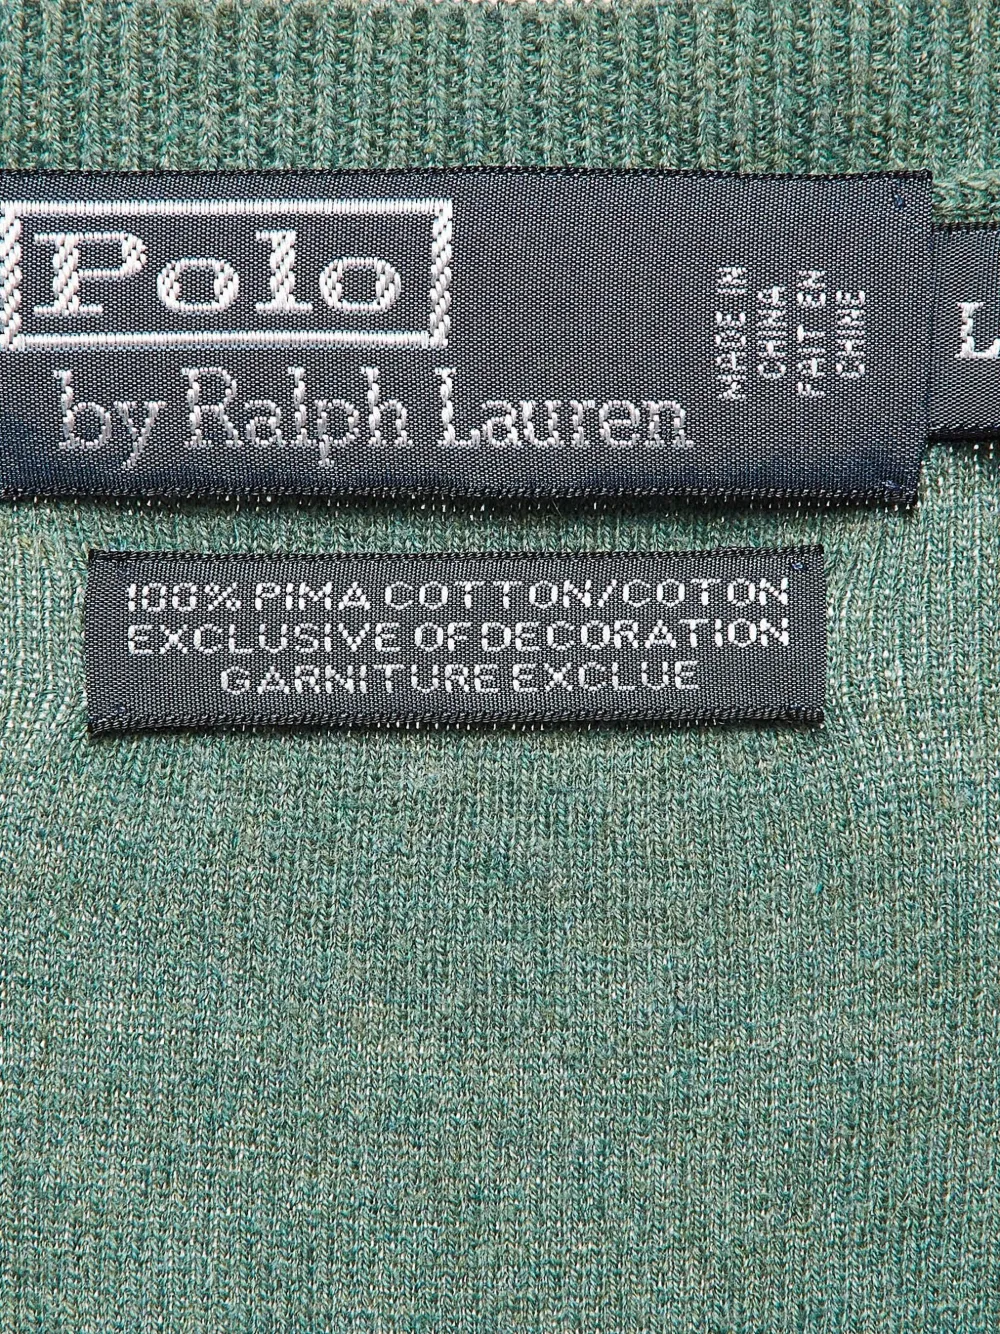 Polo
by Ralph Lauren
MADE IN
CHINA
FAIT EN
CHINE
L
100% PIMA COTTON/COTON
EXCLUSIVE OF DECORATION
GARNITURE EXCLUE